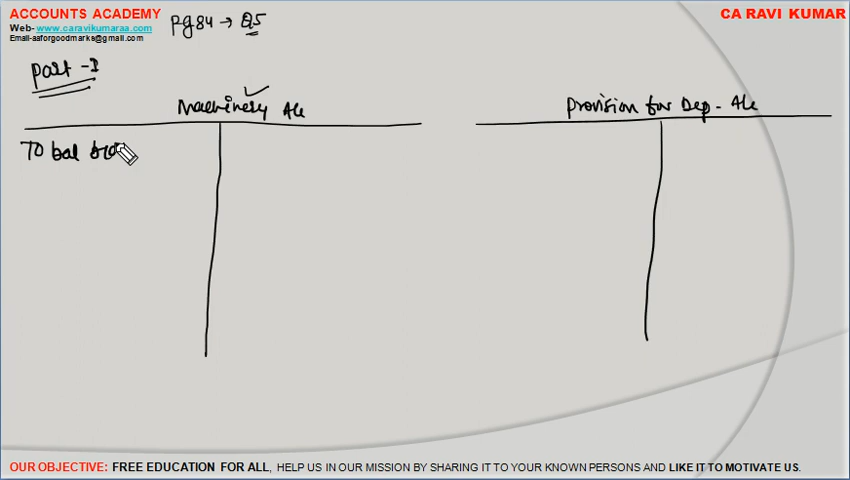 ACCOUNTS ACADEMY
CA RAVI KUMAR
Web- www.caravikumaraa.com
Email-aaforgoodmarks@gmail.com
Pg 84 → Q5
Part -I
Machinery A/c
Provision for Dep - A/c
To bal
OUR OBJECTIVE: FREE EDUCATION FOR ALL, HELP US IN OUR MISSION BY SHARING IT TO YOUR KNOWN PERSONS AND LIKE IT TO MOTIVATE US.